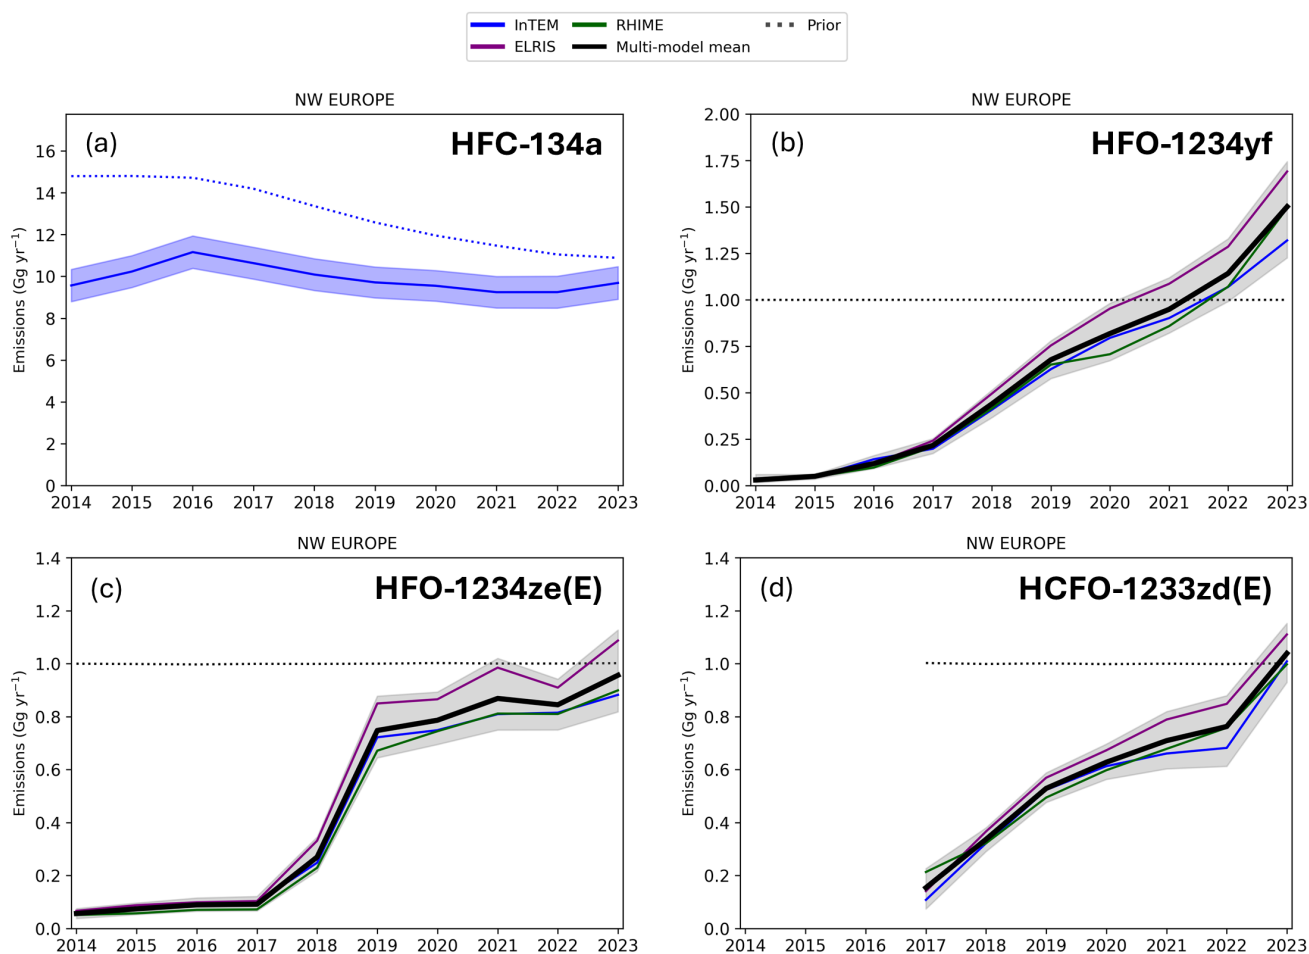 InTEM RHIME Prior
ELRIS Multi-model mean
NW EUROPE
(a) HFC-134a
Emissions (Gg yr⁻¹)
16
14
12
10
8
6
4
2
0
2014 2015 2016 2017 2018 2019 2020 2021 2022 2023
NW EUROPE
(b) HFO-1234yf
Emissions (Gg yr⁻¹)
2.00
1.75
1.50
1.25
1.00
0.75
0.50
0.25
0.00
2014 2015 2016 2017 2018 2019 2020 2021 2022 2023
NW EUROPE
(c) HFO-1234ze(E)
Emissions (Gg yr⁻¹)
1.4
1.2
1.0
0.8
0.6
0.4
0.2
0.0
2014 2015 2016 2017 2018 2019 2020 2021 2022 2023
NW EUROPE
(d) HCFO-1233zd(E)
Emissions (Gg yr⁻¹)
1.4
1.2
1.0
0.8
0.6
0.4
0.2
0.0
2014 2015 2016 2017 2018 2019 2020 2021 2022 2023